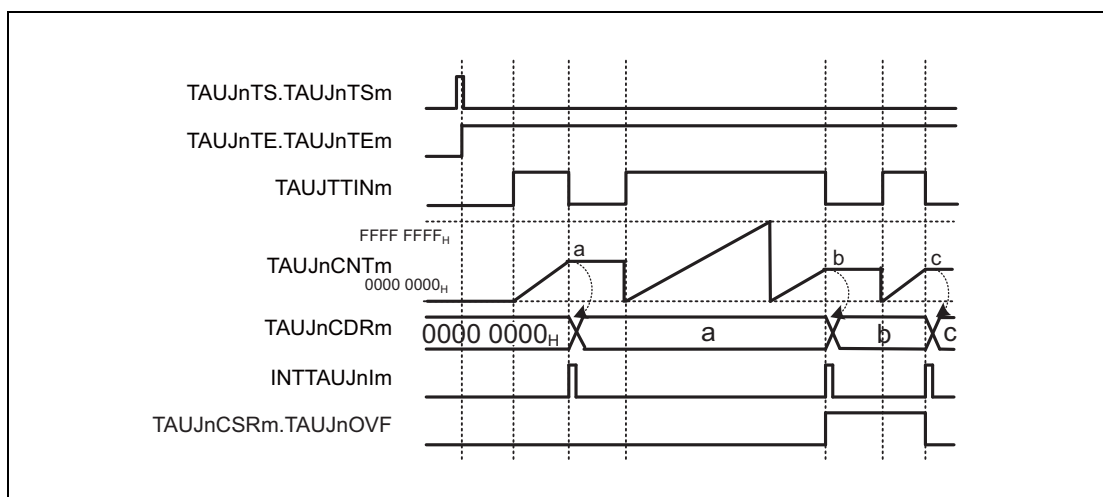 TAUJnTS.TAUJnTSm
TAUJnTE.TAUJnTEm
TAUJTTINm
FFFF FFFFH
TAUJnCNTm
0000 0000H
a
b
c
TAUJnCDRm
0000 0000H
a
b
c
INTTAUJnIm
TAUJnCSRm.TAUJnOVF